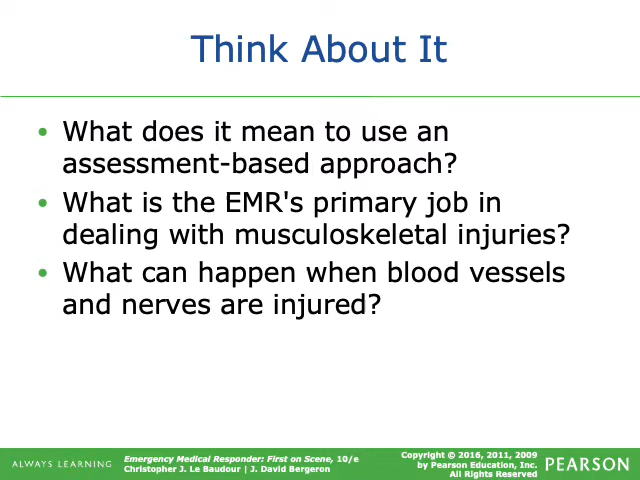 Think About It
• What does it mean to use an
assessment-based approach?
• What is the EMR's primary job in
dealing with musculoskeletal injuries?
• What can happen when blood vessels
and nerves are injured?
ALWAYS LEARNING
Emergency Medical Responder: First on Scene, 10/e
Christopher J. Le Baudour | J. David Bergeron
Copyright © 2016, 2011, 2009
by Pearson Education, Inc.
All Rights Reserved
PEARSON